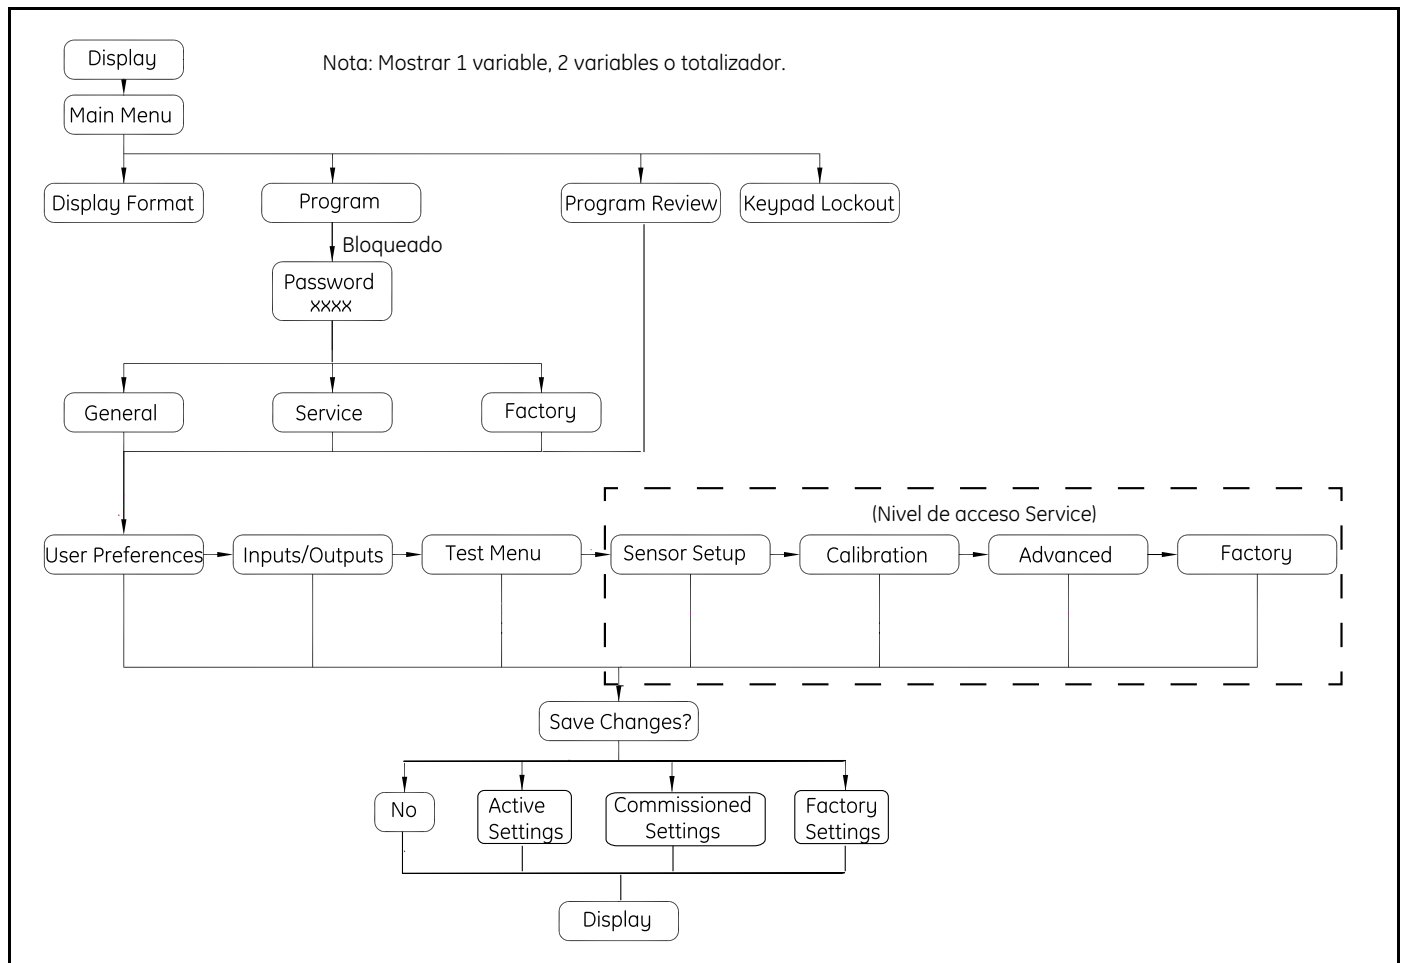 Display
Nota: Mostrar 1 variable, 2 variables o totalizador.
Main Menu
Display Format
Program
Program Review
Keypad Lockout
Bloqueado
Password
XXXX
General
Service
Factory
(Nivel de acceso Service)
User Preferences
Inputs/Outputs
Test Menu
Sensor Setup
Calibration
Advanced
Factory
Save Changes?
No
Active
Settings
Commissioned
Settings
Factory
Settings
Display